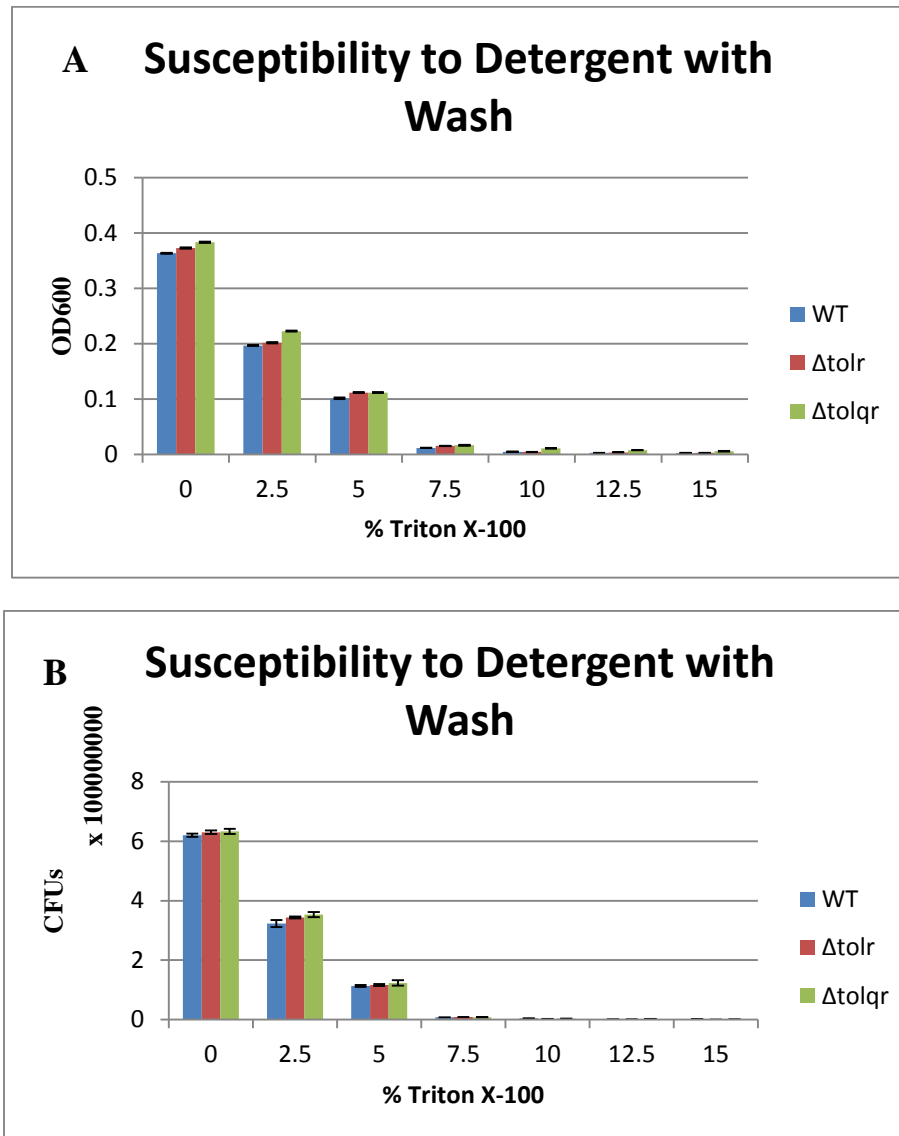 A
Susceptibility to Detergent with
Wash
0.5
0.4
0.3
0.2
0.1
0
OD600
0 2.5 5 7.5 10 12.5 15
% Triton X-100
WT
Δtolr
Δtolqr
B
Susceptibility to Detergent with
Wash
x 100000000
CFUs
8
6
4
2
0
0 2.5 5 7.5 10 12.5 15
% Triton X-100
WT
Δtolr
Δtolqr